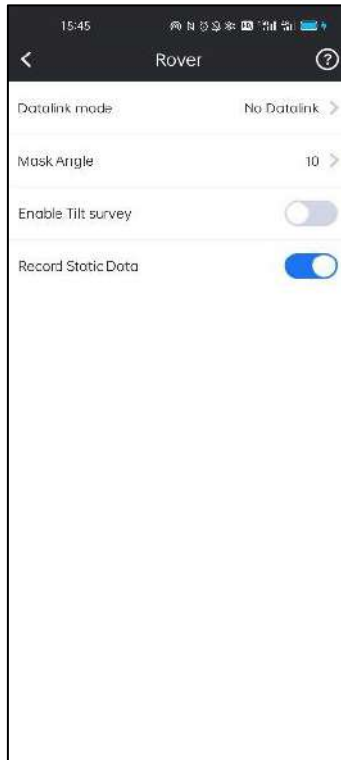 15:45
Rover
Datalink mode No Datalink >
Mask Angle 10 >
Enable Tilt survey
Record Static Data